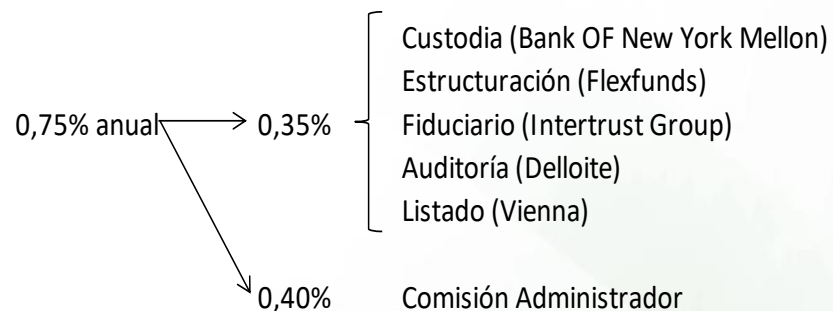 Custodia (Bank OF New York Mellon)
Estructuración (Flexfunds)
0,75% anual 0,35% Fiduciario (Intertrust Group)
Auditoría (Delloite)
Listado (Vienna)
0,40% Comisión Administrador